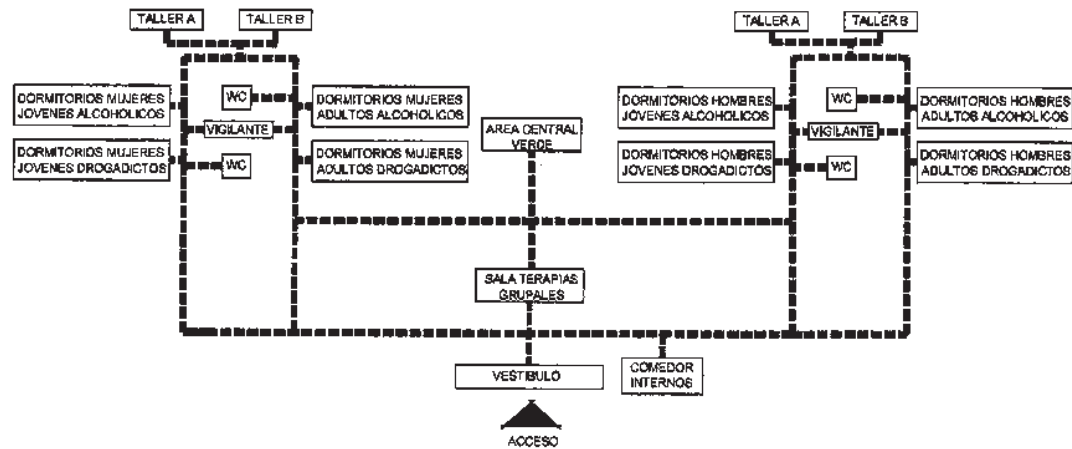 TALLER A
TALLER B
TALLER A
TALLER B
DORMITORIOS MUJERES
JOVENES ALCOHOLICOS
WC
DORMITORIOS MUJERES
ADULTOS ALCOHOLICOS
VIGILANTE
DORMITORIOS MUJERES
JOVENES DROGADICTOS
WC
DORMITORIOS MUJERES
ADULTOS DROGADICTOS
AREA CENTRAL
VERDE
DORMITORIOS HOMBRES
JOVENES ALCOHOLICOS
WC
DORMITORIOS HOMBRES
ADULTOS ALCOHOLICOS
VIGILANTE
DORMITORIOS HOMBRES
JOVENES DROGADICTOS
WC
DORMITORIOS HOMBRES
ADULTOS DROGADICTOS
SALA TERAPIAS
GRUPALES
VESTIBULO
COMEDOR
INTERNOS
ACCESO